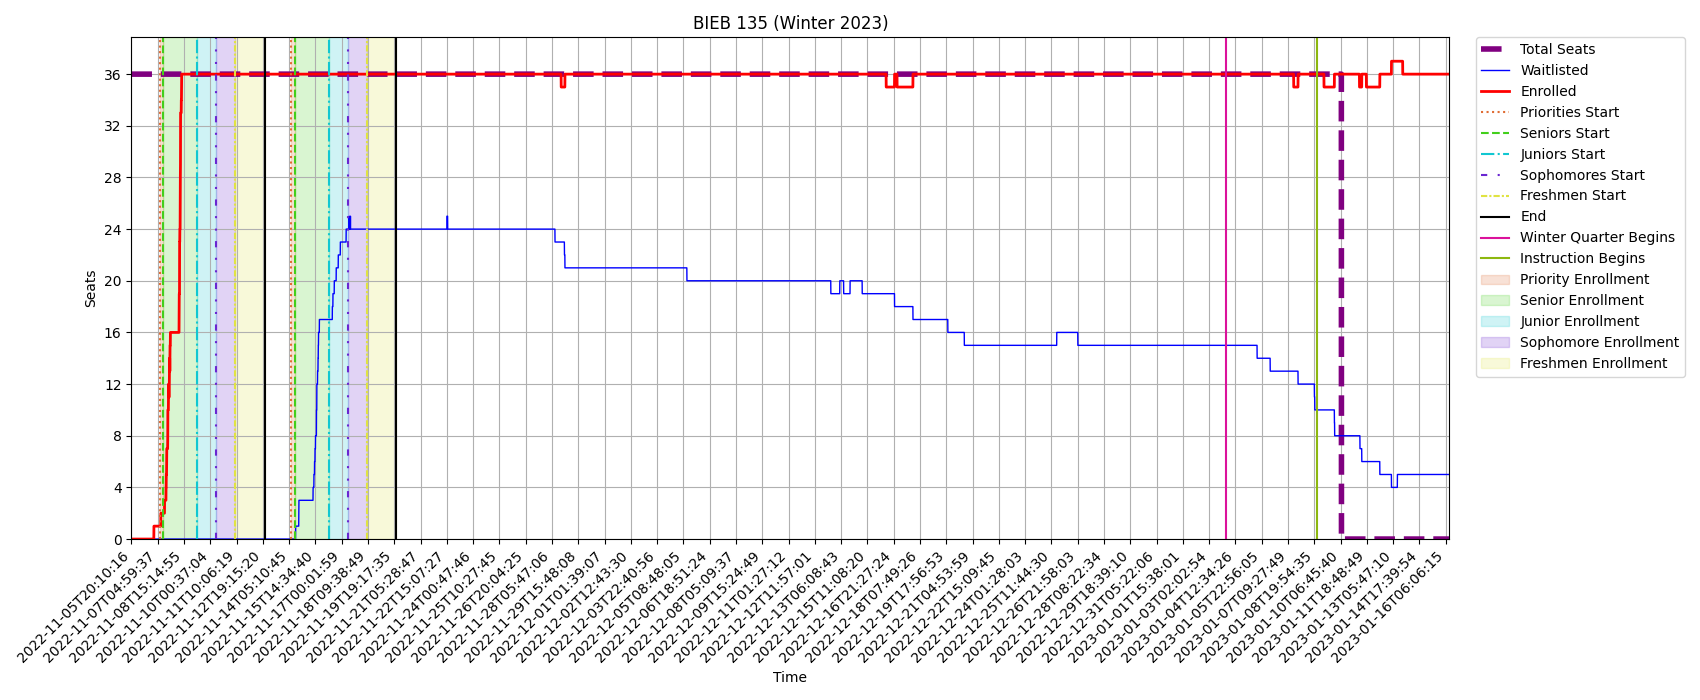 BIEB 135 (Winter 2023)
Seats
36
32
28
24
20
16
12
8
4
0
2022-11-05T20:10:16
2022-11-07T04:59:37
2022-11-08T15:14:55
2022-11-10T00:37:04
2022-11-11T10:06:19
2022-11-12T19:15:20
2022-11-14T05:10:45
2022-11-15T14:34:40
2022-11-17T00:01:59
2022-11-18T09:38:49
2022-11-19T19:17:35
2022-11-21T05:28:47
2022-11-22T15:07:27
2022-11-24T00:47:46
2022-11-25T10:27:45
2022-11-26T20:04:25
2022-11-28T05:47:06
2022-11-29T15:48:08
2022-12-01T01:39:07
2022-12-02T12:43:30
2022-12-03T22:40:56
2022-12-05T08:48:05
2022-12-06T18:51:24
2022-12-08T05:09:37
2022-12-09T15:24:49
2022-12-11T01:27:12
2022-12-12T11:57:01
2022-12-13T06:08:43
2022-12-15T11:08:20
2022-12-16T21:27:24
2022-12-18T07:49:26
2022-12-19T17:56:53
2022-12-21T04:53:59
2022-12-22T15:09:45
2022-12-24T01:28:03
2022-12-25T11:44:30
2022-12-26T21:58:03
2022-12-28T08:22:34
2022-12-29T18:39:10
2022-12-31T05:22:06
2023-01-01T15:38:01
2023-01-03T02:02:54
2023-01-04T12:34:26
2023-01-05T22:56:05
2023-01-07T09:27:49
2023-01-08T19:54:35
2023-01-10T06:45:40
2023-01-11T18:48:49
2023-01-13T05:47:10
2023-01-14T17:39:54
2023-01-16T06:06:15
Time
Total Seats
Waitlisted
Enrolled
Priorities Start
Seniors Start
Juniors Start
Sophomores Start
Freshmen Start
End
Winter Quarter Begins
Instruction Begins
Priority Enrollment
Senior Enrollment
Junior Enrollment
Sophomore Enrollment
Freshmen Enrollment